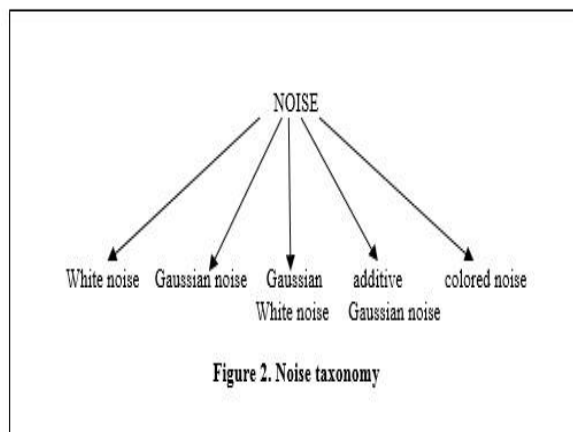 NOISE
White noise Gaussian noise Gaussian additive colored noise
White noise Gaussian noise
Figure 2. Noise taxonomy